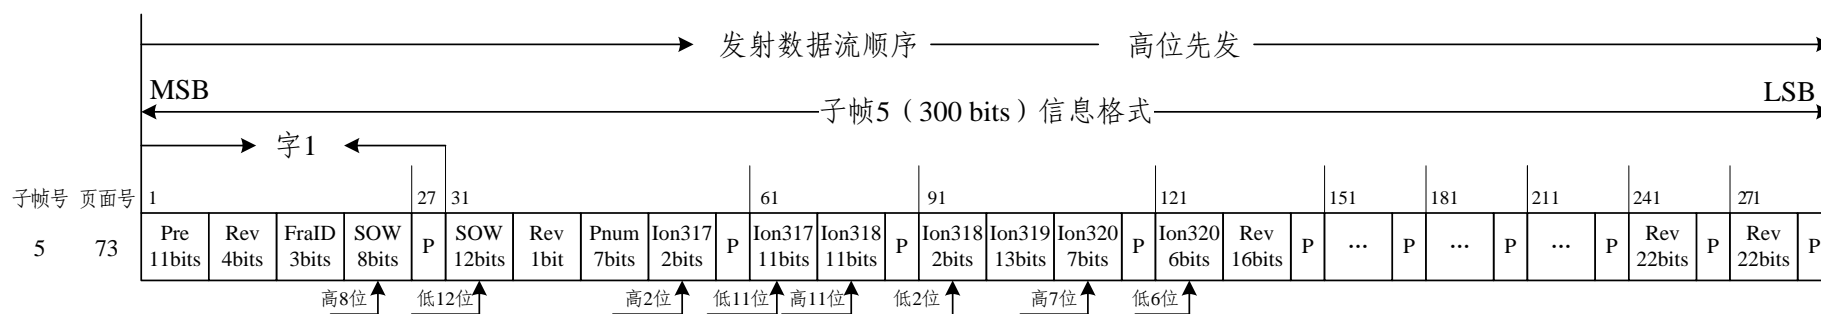 发射数据流顺序 高位先发
MSB LSB
子帧5（300 bits）信息格式
字1
子帧号 页面号 1 27 31 61 91 121 151 181 211 241 271
Pre Rev FraID SOW SOW Rev Pnum Ion317 Ion317 Ion318 Ion318 Ion319 Ion320 Ion320 Rev Rev Rev
5 73 P P P P P ... P ... P ... P P P
11bits 4bits 3bits 8bits 12bits 1bit 7bits 2bits 11bits 11bits 2bits 13bits 7bits 6bits 16bits 22bits 22bits
高8位 低12位 高2位 低11位 高11位 低2位 高7位 低6位